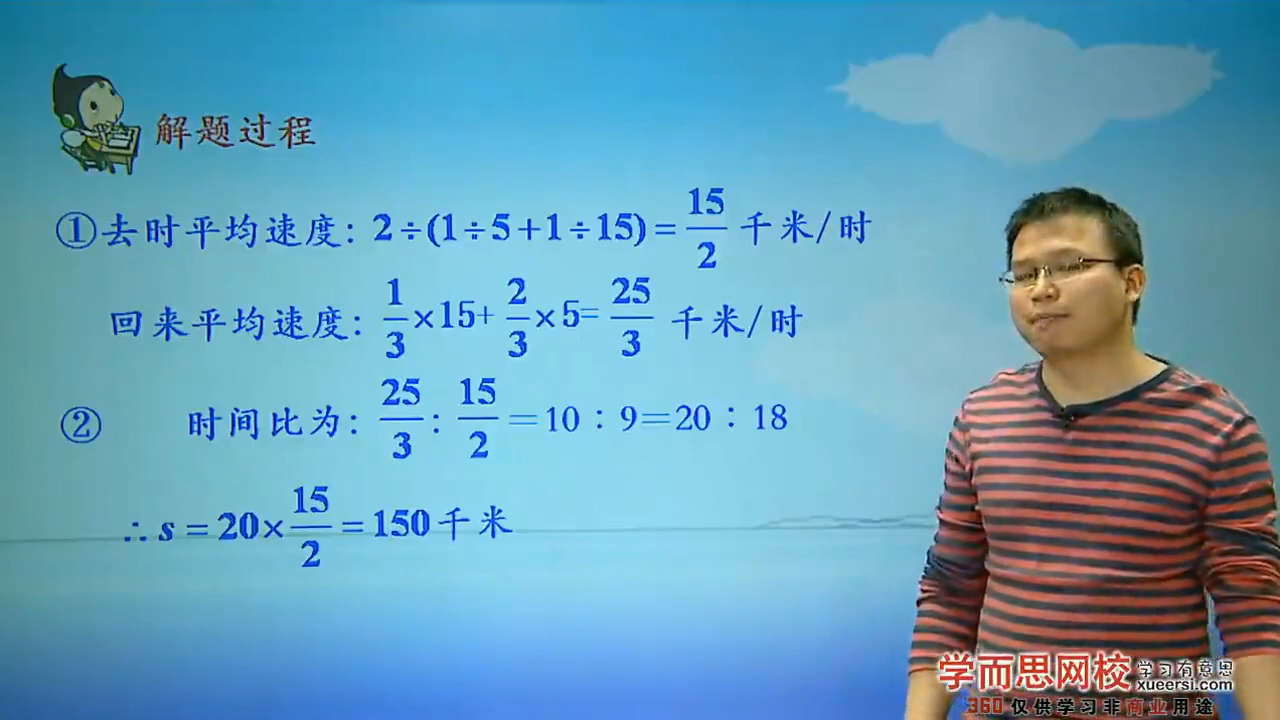 解题过程
①去时平均速度：2÷(1÷5+1÷15)=15/2 千米/时
回来平均速度：1/3×15+2/3×5=25/3 千米/时
② 时间比为：25/3：15/2=10：9=20：18
∴s=20×15/2=150千米
学而思网校 学习有意思
xueersi.com
360仅供学习非商业用途